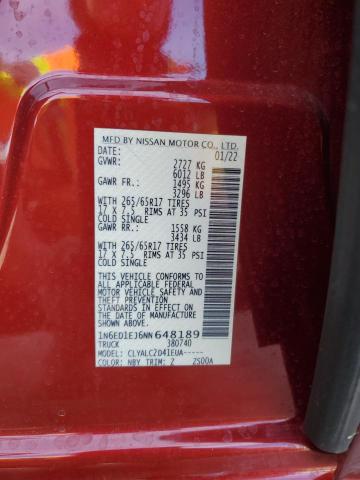 MFD BY NISSAN MOTOR CO., LTD.
DATE: 01/22
GVWR: 2727 KG
6012 LB
GAWR FR.: 1495 KG
3296 LB
WITH 265/65R17 TIRES
17 X 7.5 RIMS AT 35 PSI
COLD SINGLE
GAWR RR.: 1558 KG
3434 LB
WITH 265/65R17 TIRES
17 X 7.5 RIMS AT 35 PSI
COLD SINGLE
THIS VEHICLE CONFORMS TO
ALL APPLICABLE FEDERAL
MOTOR VEHICLE SAFETY AND
STANDARDS IN EFFECT ON
THE DATE OF MANUFACTURE
SHOWN ABOVE.
1N6ED1EJ6NN648189
TRUCK 380740
MODEL: CLYALC2D41EUA-----
COLOR: NBY TRIM: Z ZS00A